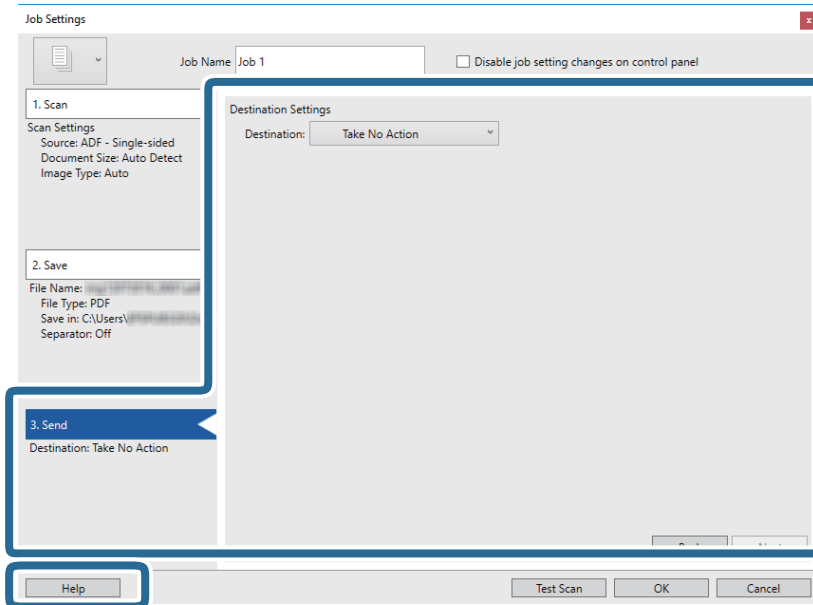 Job Settings
Job Name Job 1
Disable job setting changes on control panel
1. Scan
Scan Settings
Source: ADF - Single-sided
Document Size: Auto Detect
Image Type: Auto
2. Save
File Name:
File Type: PDF
Save in: C:\Users\
Separator: Off
3. Send
Destination: Take No Action
Destination Settings
Destination: Take No Action
Help
Test Scan
OK
Cancel